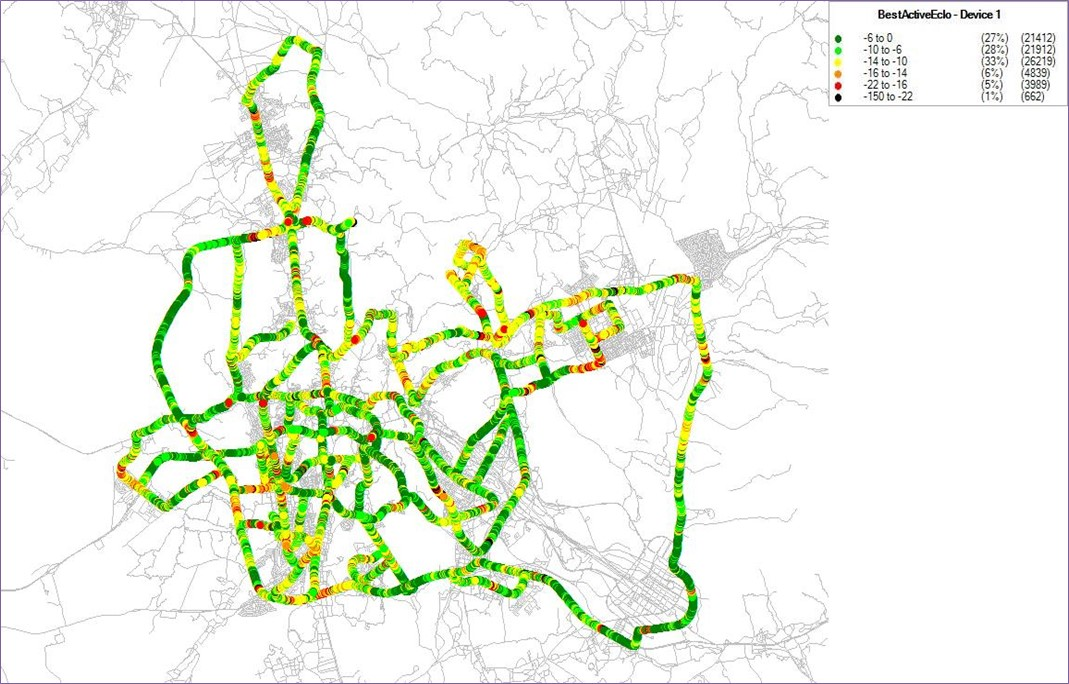 BestActiveEcIo - Device 1
-6 to 0 (27%) (21412)
-10 to -6 (28%) (21912)
-14 to -10 (33%) (26219)
-16 to -14 (6%) (4839)
-22 to -16 (5%) (3989)
-150 to -22 (1%) (662)